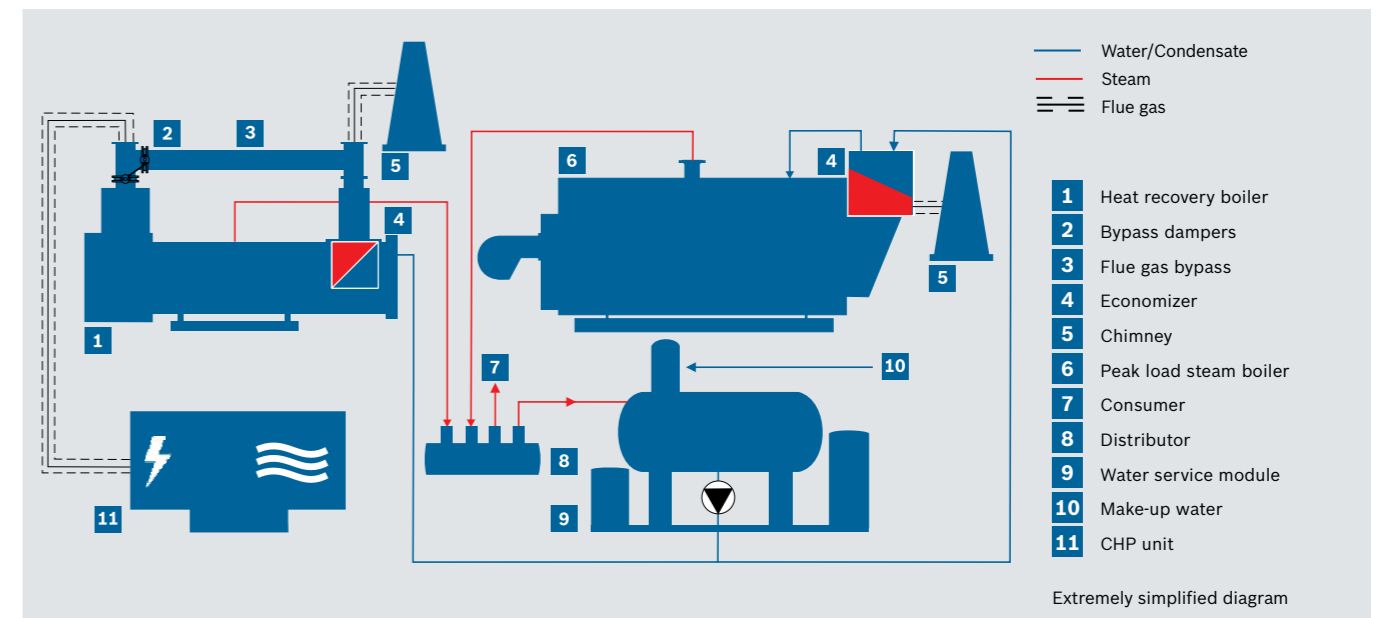 Water/Condensate
Steam
Flue gas
2
3
5
6
4
4
5
1
7
10
8
9
11
1 Heat recovery boiler
2 Bypass dampers
3 Flue gas bypass
4 Economizer
5 Chimney
6 Peak load steam boiler
7 Consumer
8 Distributor
9 Water service module
10 Make-up water
11 CHP unit
Extremely simplified diagram